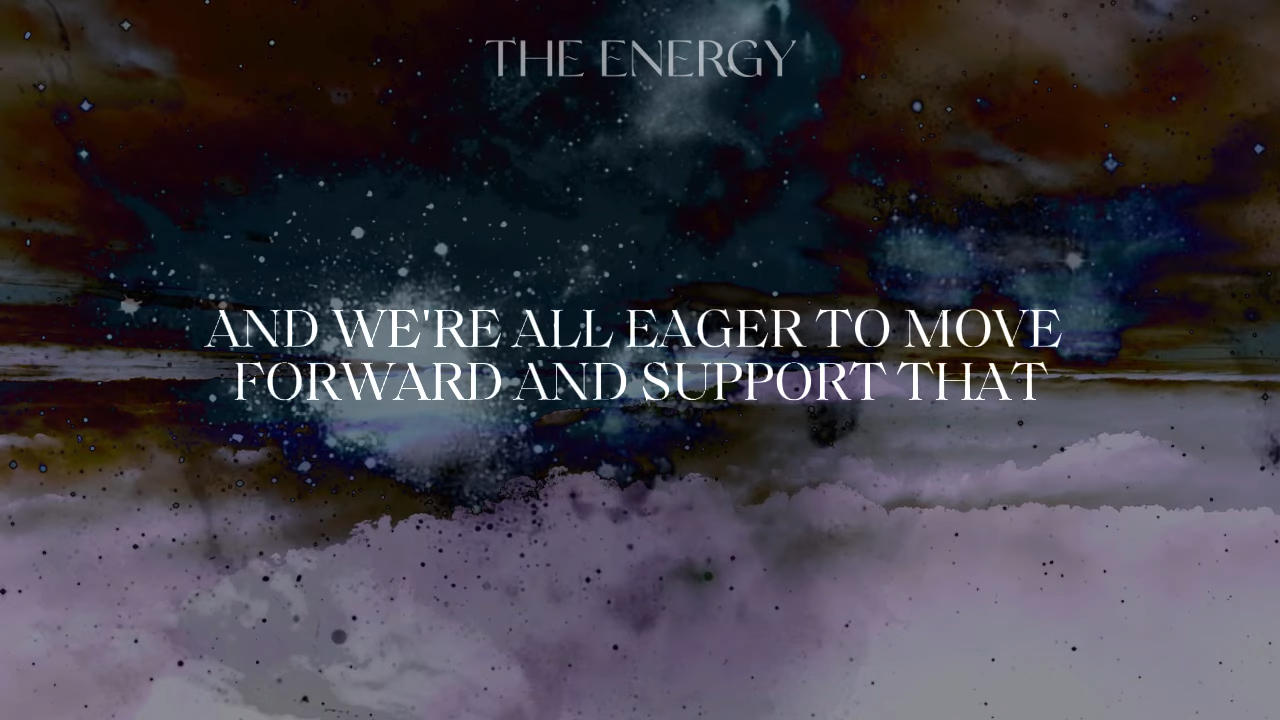 THE ENERGY
AND WE'RE ALL EAGER TO MOVE
FORWARD AND SUPPORT THAT